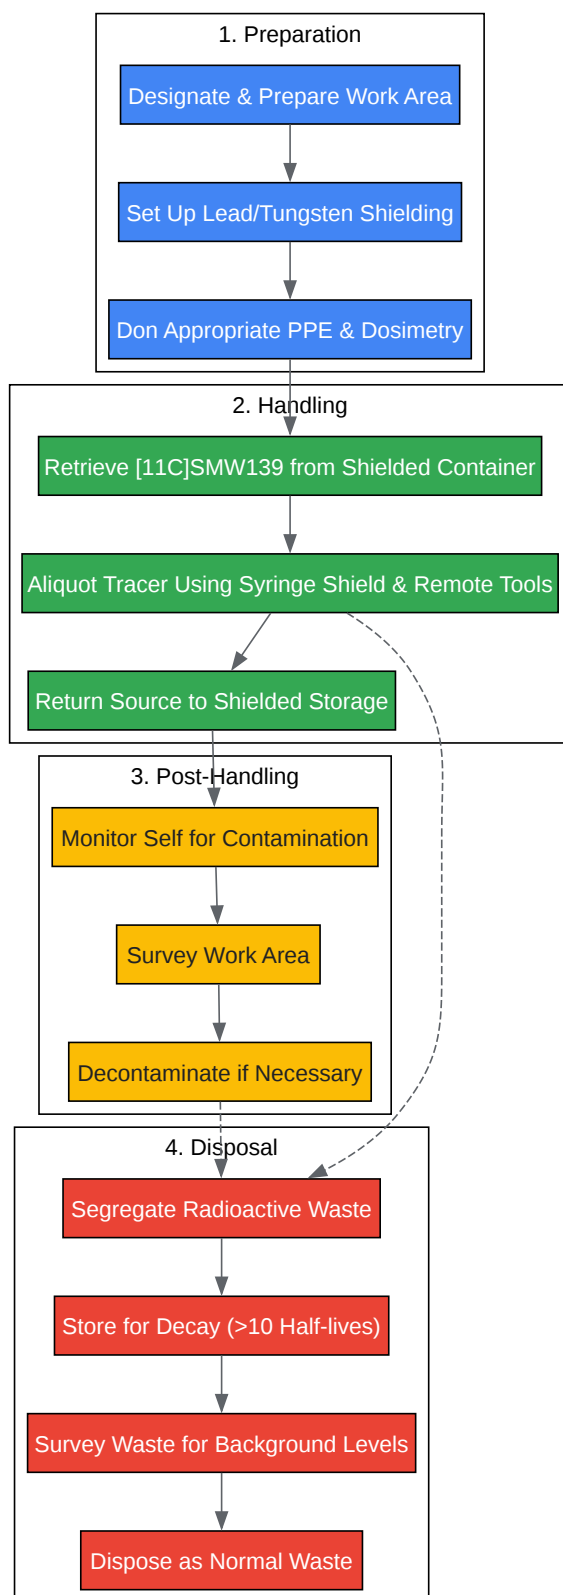 1. Preparation
Designate & Prepare Work Area
Set Up Lead/Tungsten Shielding
Don Appropriate PPE & Dosimetry
2. Handling
Retrieve [11C]SMW139 from Shielded Container
Aliquot Tracer Using Syringe Shield & Remote Tools
Return Source to Shielded Storage
3. Post-Handling
Monitor Self for Contamination
Survey Work Area
Decontaminate if Necessary
4. Disposal
Segregate Radioactive Waste
Store for Decay (>10 Half-lives)
Survey Waste for Background Levels
Dispose as Normal Waste